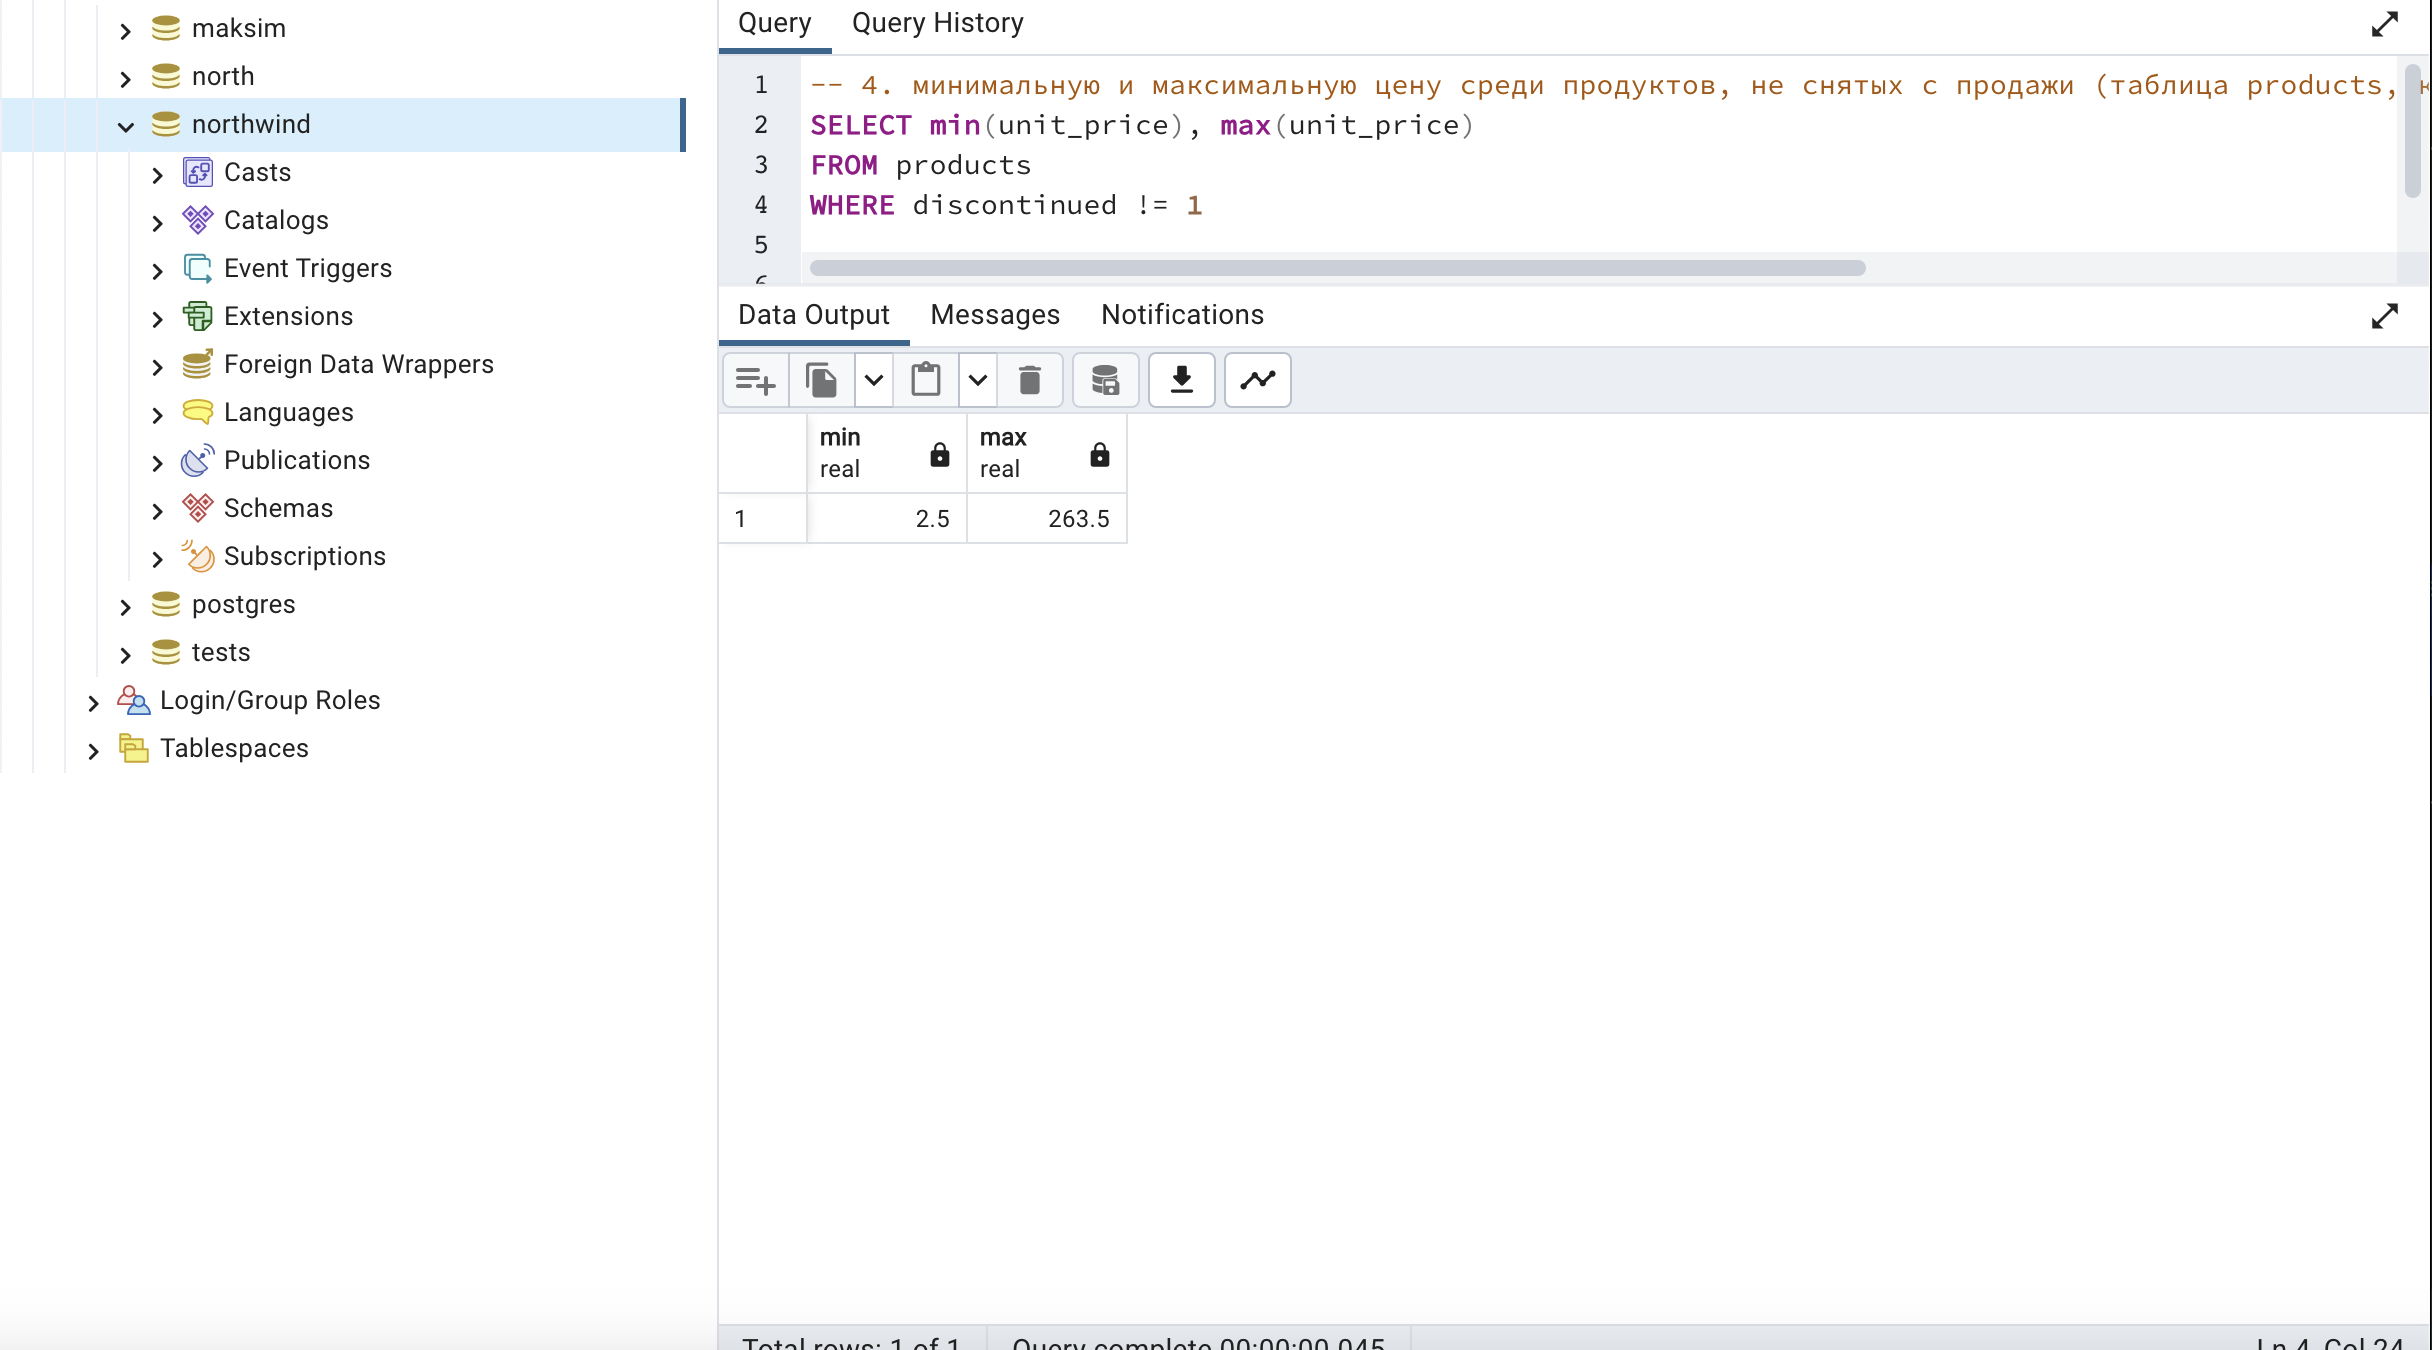 maksim
north
northwind
Casts
Catalogs
Event Triggers
Extensions
Foreign Data Wrappers
Languages
Publications
Schemas
Subscriptions
postgres
tests
Login/Group Roles
Tablespaces
Query Query History
1 -- 4. минимальную и максимальную цену среди продуктов, не снятых с продажи (таблица products,
2 SELECT min(unit_price), max(unit_price)
3 FROM products
4 WHERE discontinued != 1
5
6
Data Output Messages Notifications
min max
real real
1 2.5 263.5
Total rows: 1 of 1 Query complete 00:00:00.045 Ln 4, Col 24